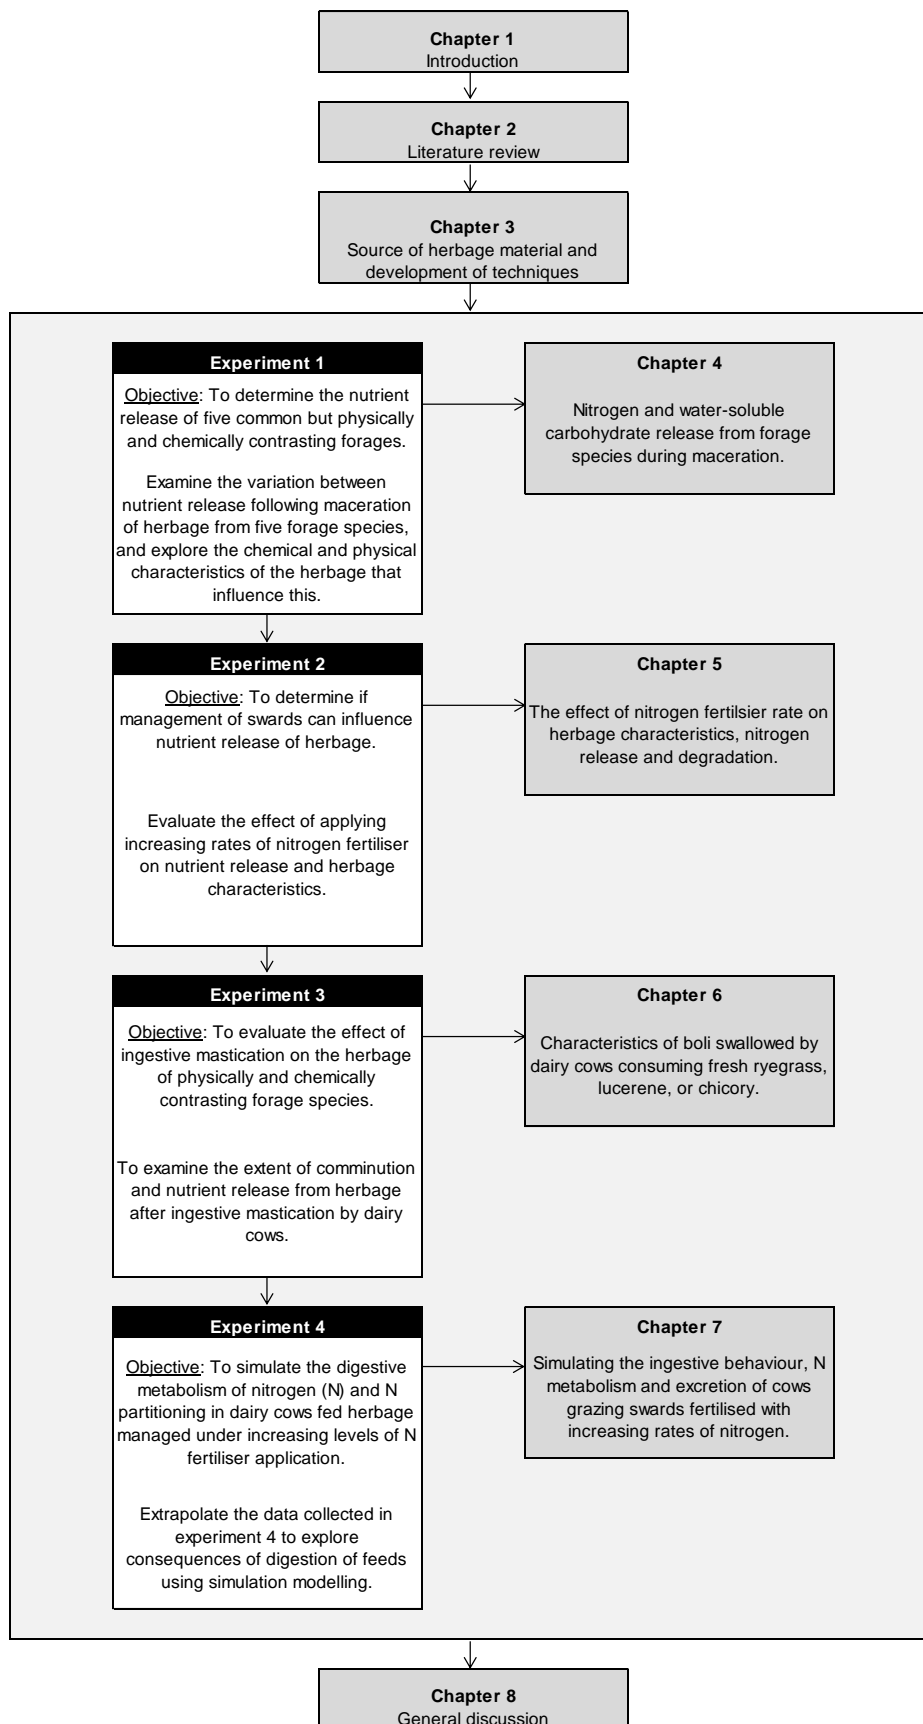 Chapter 1
Introduction
Chapter 2
Literature review
Chapter 3
Source of herbage material and
development of techniques
Experiment 1
Objective: To determine the nutrient
release of five common but physically
and chemically contrasting forages.
Examine the variation between
nutrient release following maceration
of herbage from five forage species,
and explore the chemical and physical
characteristics of the herbage that
influence this.
Chapter 4
Nitrogen and water-soluble
carbohydrate release from forage
species during maceration.
Experiment 2
Objective: To determine if
management of swards can influence
nutrient release of herbage.
Evaluate the effect of applying
increasing rates of nitrogen fertiliser
on nutrient release and herbage
characteristics.
Chapter 5
The effect of nitrogen fertilsier rate on
herbage characteristics, nitrogen
release and degradation.
Experiment 3
Objective: To evaluate the effect of
ingestive mastication on the herbage
of physically and chemically
contrasting forage species.
To examine the extent of comminution
and nutrient release from herbage
after ingestive mastication by dairy
cows.
Chapter 6
Characteristics of boli swallowed by
dairy cows consuming fresh ryegrass,
lucerene, or chicory.
Experiment 4
Objective: To simulate the digestive
metabolism of nitrogen (N) and N
partitioning in dairy cows fed herbage
managed under increasing levels of N
fertiliser application.
Extrapolate the data collected in
experiment 4 to explore
consequences of digestion of feeds
using simulation modelling.
Chapter 7
Simulating the ingestive behaviour, N
metabolism and excretion of cows
grazing swards fertilised with
increasing rates of nitrogen.
Chapter 8
General discussion